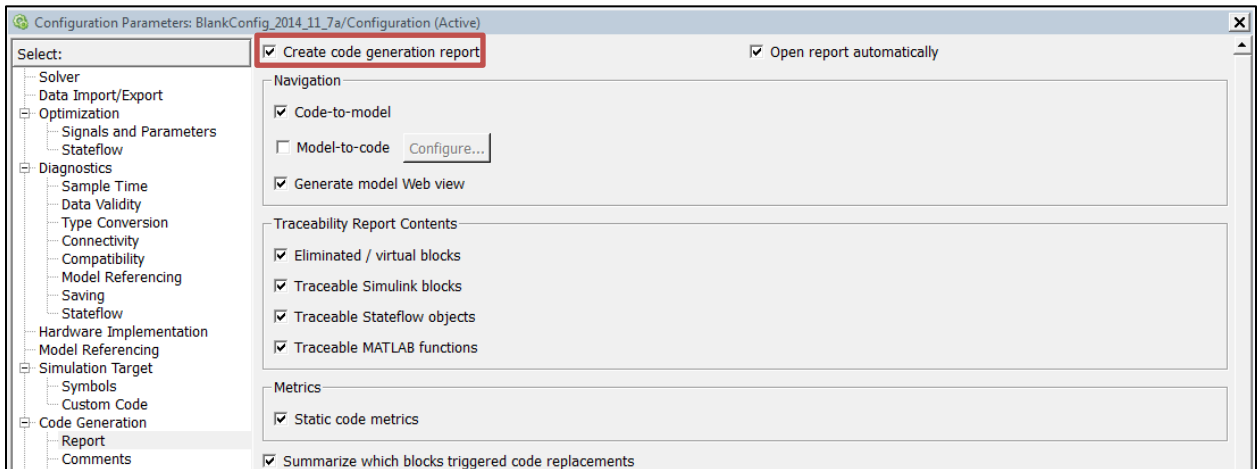 Configuration Parameters: BlankConfig_2014_11_7a/Configuration (Active)
Select:
Solver
Data Import/Export
Optimization
Signals and Parameters
Stateflow
Diagnostics
Sample Time
Data Validity
Type Conversion
Connectivity
Compatibility
Model Referencing
Saving
Stateflow
Hardware Implementation
Model Referencing
Simulation Target
Symbols
Custom Code
Code Generation
Report
Comments
Create code generation report
Open report automatically
Navigation
Code-to-model
Model-to-code Configure...
Generate model Web view
Traceability Report Contents
Eliminated / virtual blocks
Traceable Simulink blocks
Traceable Stateflow objects
Traceable MATLAB functions
Metrics
Static code metrics
Summarize which blocks triggered code replacements